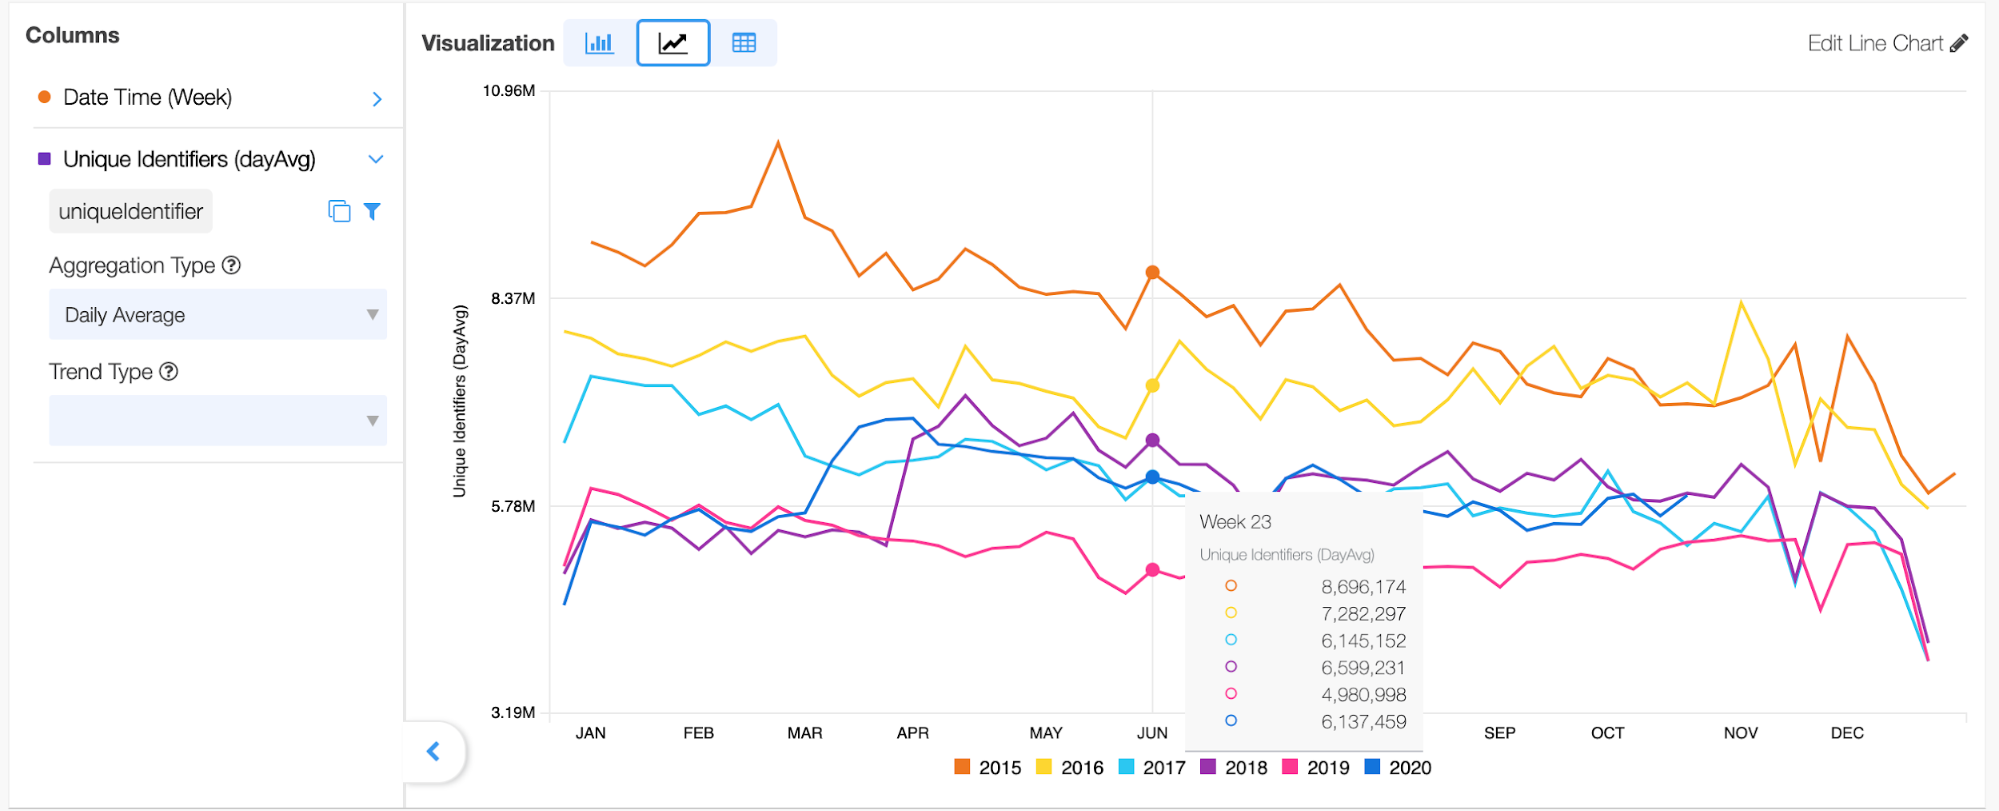 Columns
Date Time (Week)
Unique Identifiers (dayAvg)
uniqueIdentifier
Aggregation Type ?
Daily Average
Trend Type ?
Visualization
Edit Line Chart
Unique Identifiers (DayAvg)
10.96M
8.37M
5.78M
3.19M
JAN FEB MAR APR MAY JUN SEP OCT NOV DEC
Week 23
Unique Identifiers (DayAvg)
8,696,174
7,282,297
6,145,152
6,599,231
4,980,998
6,137,459
2015 2016 2017 2018 2019 2020